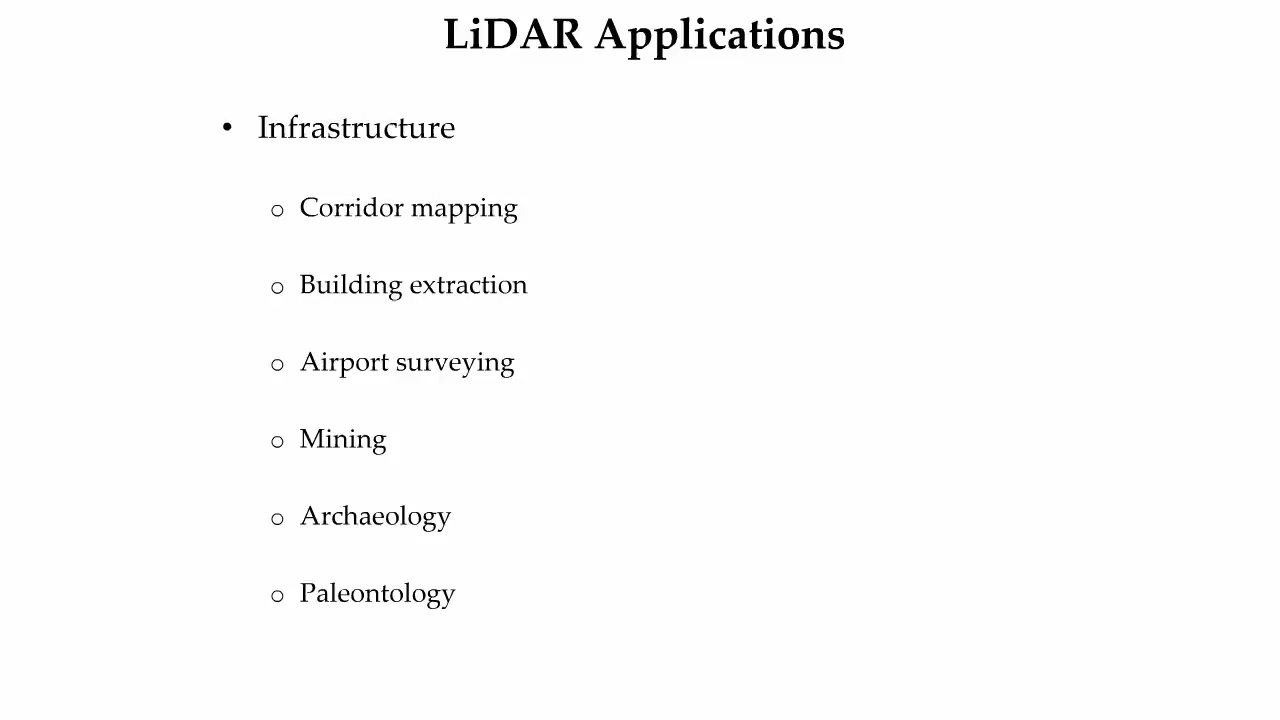 LiDAR Applications
• Infrastructure
o Corridor mapping
o Building extraction
o Airport surveying
o Mining
o Archaeology
o Paleontology